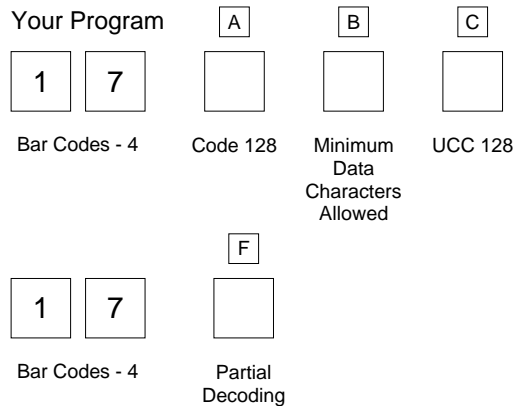 Your Program A B C
1 7
Bar Codes - 4 Code 128 Minimum Data Characters Allowed UCC 128
F
1 7
Bar Codes - 4 Partial Decoding